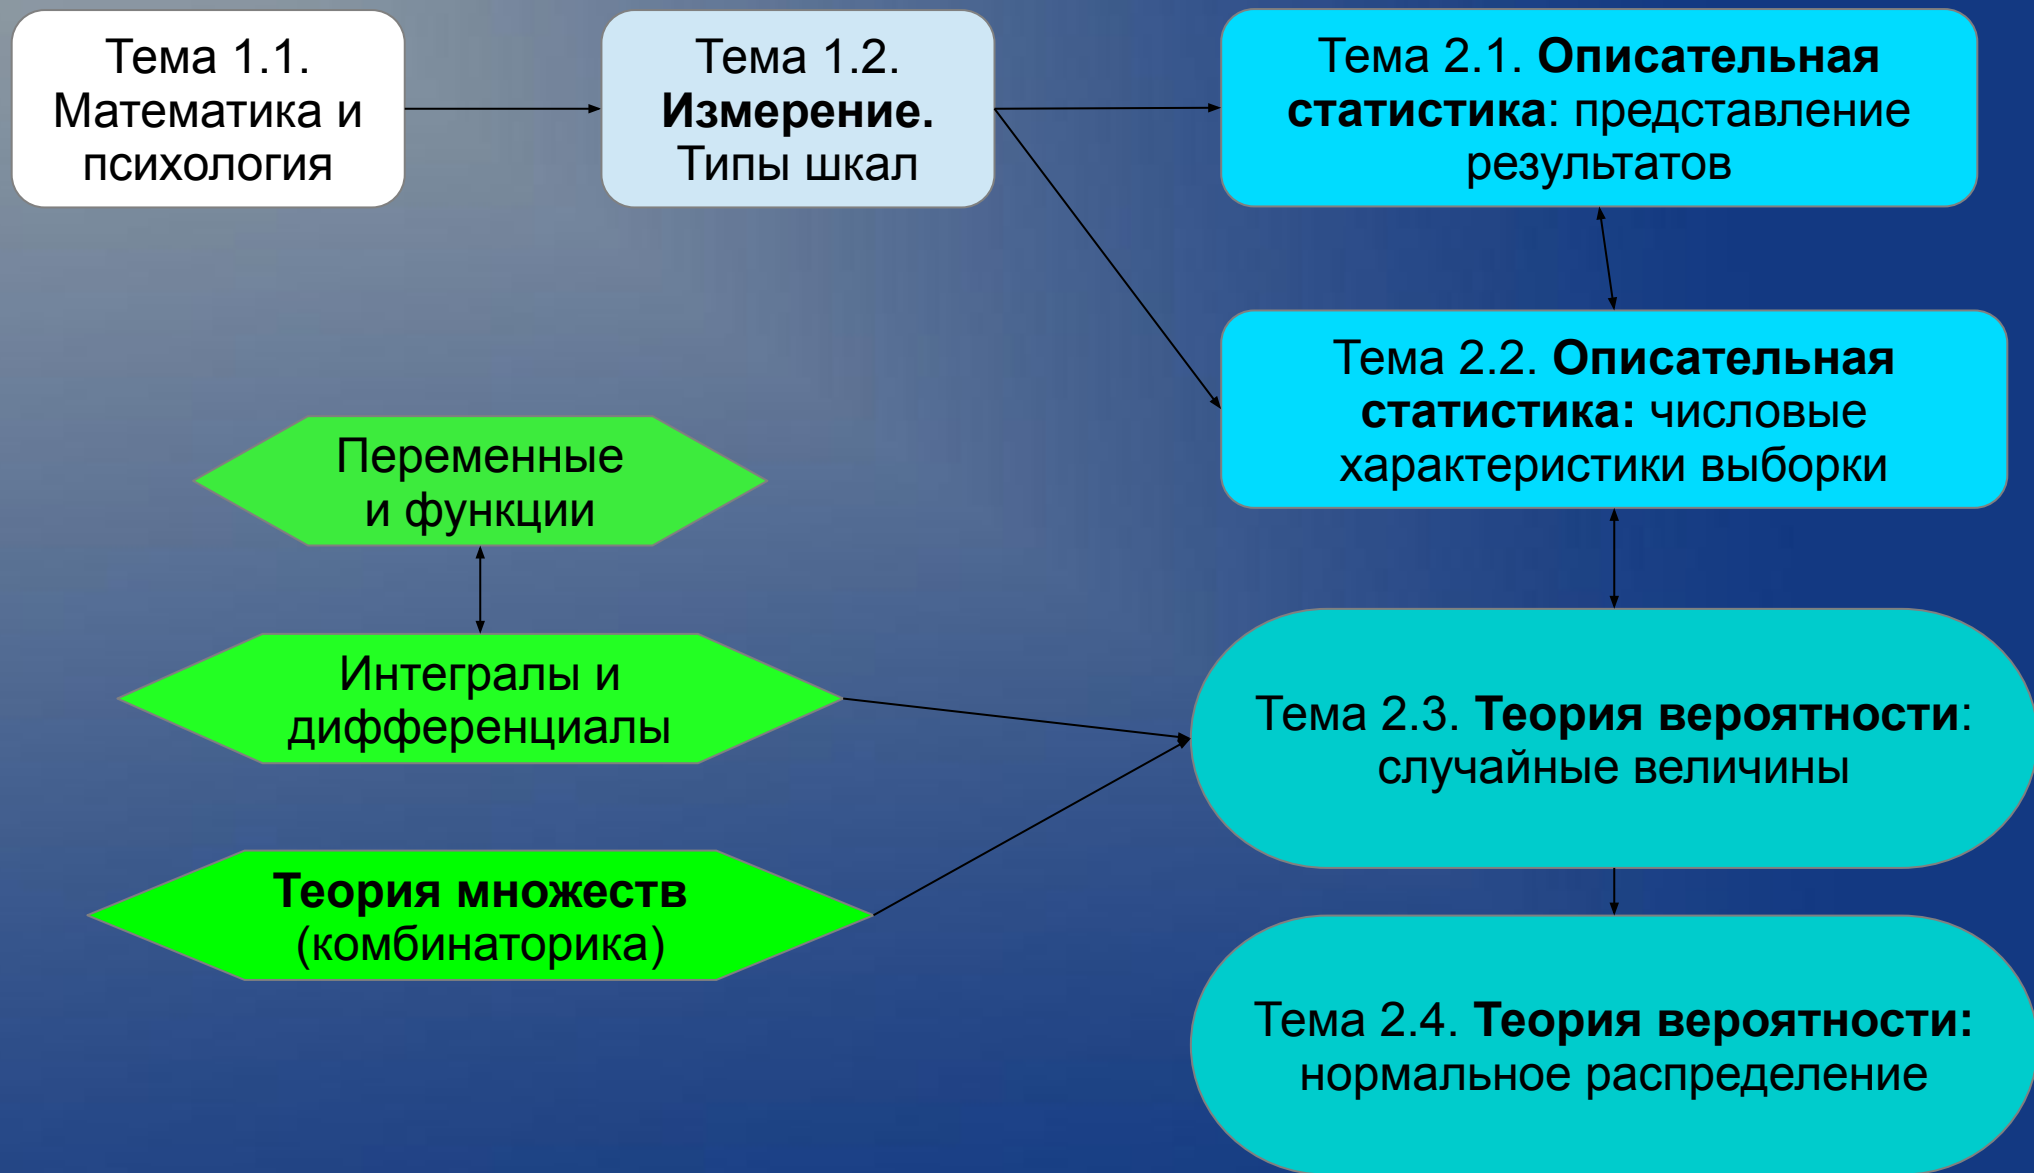 Тема 1.1.
Математика и
психология
Тема 1.2.
Измерение.
Типы шкал
Тема 2.1. Описательная
статистика: представление
результатов
Тема 2.2. Описательная
статистика: числовые
характеристики выборки
Переменные
и функции
Интегралы и
дифференциалы
Теория множеств
(комбинаторика)
Тема 2.3. Теория вероятности:
случайные величины
Тема 2.4. Теория вероятности:
нормальное распределение